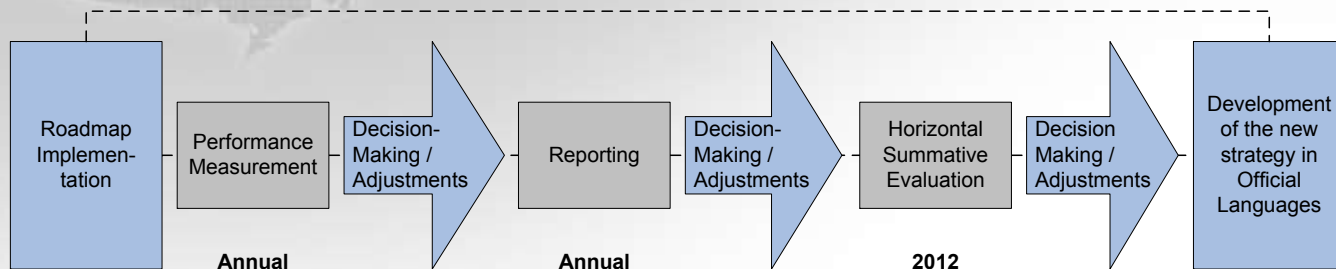 Roadmap
Implemen-
tation
Performance
Measurement
Decision-
Making /
Adjustments
Reporting
Decision-
Making /
Adjustments
Horizontal
Summative
Evaluation
Decision
Making /
Adjustments
Development
of the new
strategy in
Official
Languages
Annual
Annual
2012